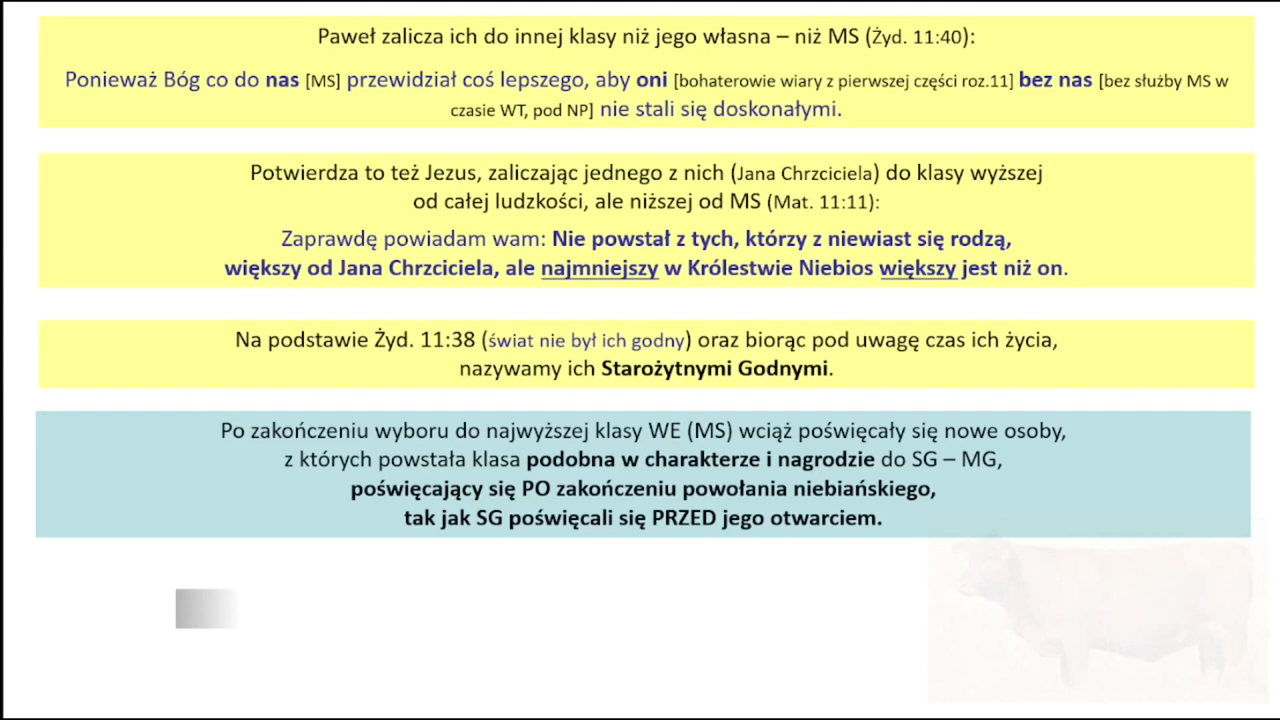 Paweł zalicza ich do innej klasy niż jego własna – niż MS (Żyd. 11:40):
Ponieważ Bóg co do nas [MS] przewidział coś lepszego, aby oni [bohaterowie wiary z pierwszej części roz.11] bez nas [bez służby MS w
czasie WT, pod NP] nie stali się doskonałymi.
Potwierdza to też Jezus, zaliczając jednego z nich (Jana Chrzciciela) do klasy wyższej
od całej ludzkości, ale niższej od MS (Mat. 11:11):
Zaprawdę powiadam wam: Nie powstał z tych, którzy z niewiast się rodzą,
większy od Jana Chrzciciela, ale najmniejszy w Królestwie Niebios większy jest niż on.
Na podstawie Żyd. 11:38 (świat nie był ich godny) oraz biorąc pod uwagę czas ich życia,
nazywamy ich Starożytnymi Godnymi.
Po zakończeniu wyboru do najwyższej klasy WE (MS) wciąż poświęcały się nowe osoby,
z których powstała klasa podobna w charakterze i nagrodzie do SG – MG,
poświęcający się PO zakończeniu powołania niebiańskiego,
tak jak SG poświęcali się PRZED jego otwarciem.